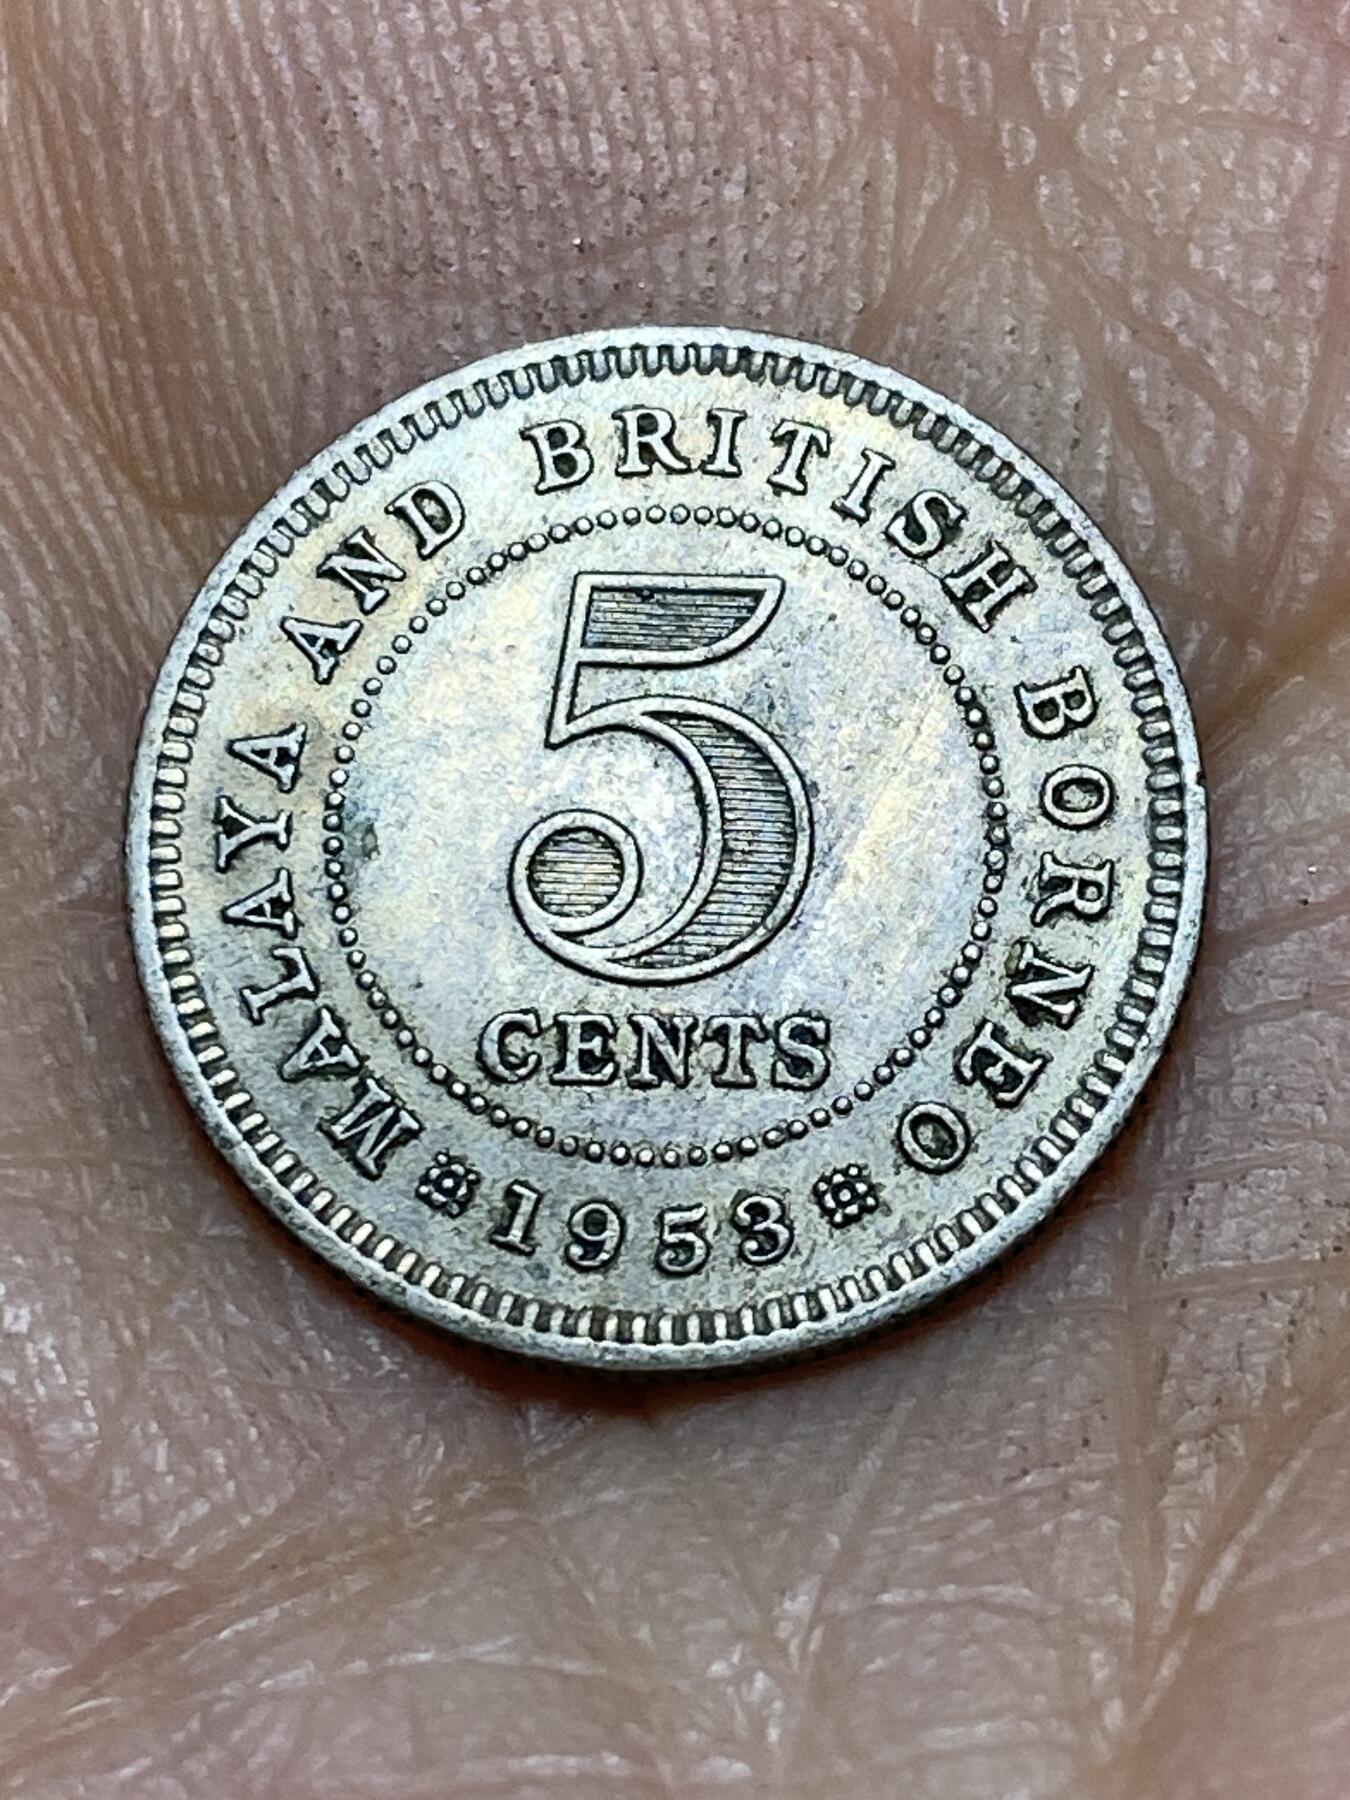 MALAYA AND BRITISH BORNEO
5
CENTS
1953